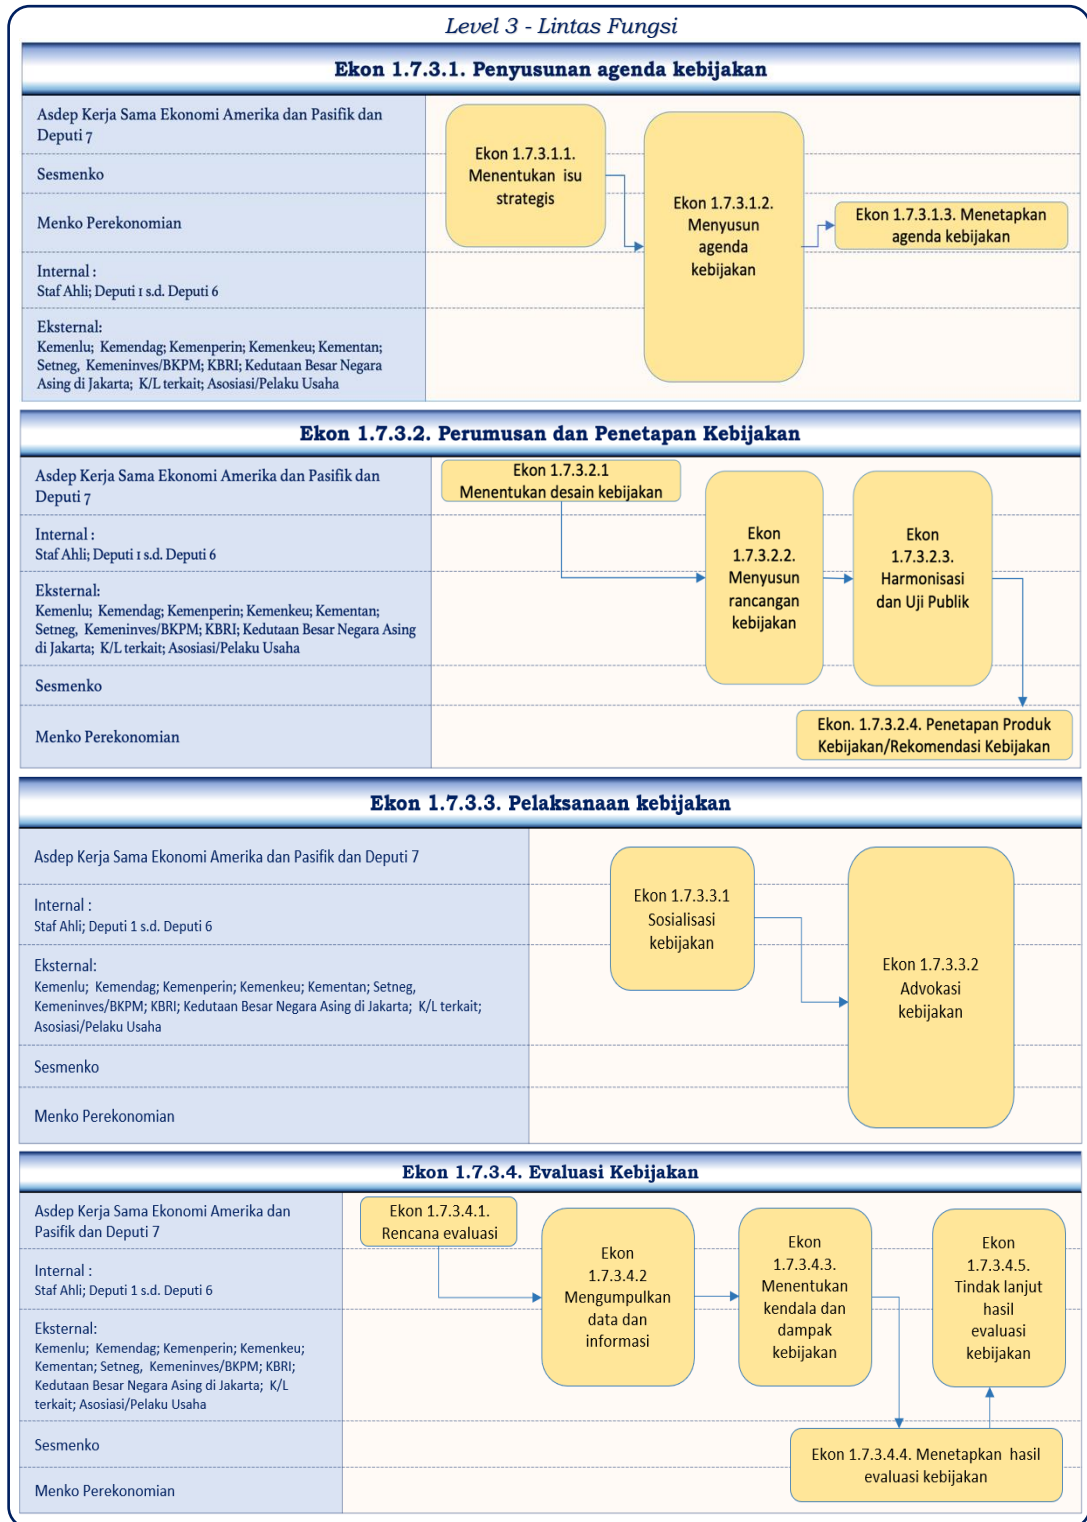 Level 3 - Lintas Fungsi
Ekon 1.7.3.1. Penyusunan agenda kebijakan
Asdep Kerja Sama Ekonomi Amerika dan Pasifik dan
Deputi 7
Sesmenko
Menko Perekonomian
Internal :
Staf Ahli; Deputi 1 s.d. Deputi 6
Eksternal:
Kemenlu; Kemendag; Kemenperin; Kemenkeu; Kementan;
Setneg, Kemeninves/BKPM; KBRI; Kedutaan Besar Negara
Asing di Jakarta; K/L terkait; Asosiasi/Pelaku Usaha
Ekon 1.7.3.1.1.
Menentukan isu
strategis
Ekon 1.7.3.1.2.
Menyusun
agenda
kebijakan
Ekon 1.7.3.1.3. Menetapkan
agenda kebijakan
Ekon 1.7.3.2. Perumusan dan Penetapan Kebijakan
Asdep Kerja Sama Ekonomi Amerika dan Pasifik dan
Deputi 7
Internal :
Staf Ahli; Deputi 1 s.d. Deputi 6
Eksternal:
Kemenlu; Kemendag; Kemenperin; Kemenkeu; Kementan;
Setneg, Kemeninves/BKPM; KBRI; Kedutaan Besar Negara Asing
di Jakarta; K/L terkait; Asosiasi/Pelaku Usaha
Sesmenko
Menko Perekonomian
Ekon 1.7.3.2.1
Menentukan desain kebijakan
Ekon
1.7.3.2.2.
Menyusun
rancangan
kebijakan
Ekon
1.7.3.2.3.
Harmonisasi
dan Uji Publik
Ekon. 1.7.3.2.4. Penetapan Produk
Kebijakan/Rekomendasi Kebijakan
Ekon 1.7.3.3. Pelaksanaan kebijakan
Asdep Kerja Sama Ekonomi Amerika dan Pasifik dan Deputi 7
Internal :
Staf Ahli; Deputi 1 s.d. Deputi 6
Eksternal:
Kemenlu; Kemendag; Kemenperin; Kemenkeu; Kementan; Setneg,
Kemeninves/BKPM; KBRI; Kedutaan Besar Negara Asing di Jakarta; K/L terkait;
Asosiasi/Pelaku Usaha
Sesmenko
Menko Perekonomian
Ekon 1.7.3.3.1
Sosialisasi
kebijakan
Ekon 1.7.3.3.2
Advokasi
kebijakan
Ekon 1.7.3.4. Evaluasi Kebijakan
Asdep Kerja Sama Ekonomi Amerika dan
Pasifik dan Deputi 7
Internal :
Staf Ahli; Deputi 1 s.d. Deputi 6
Eksternal:
Kemenlu; Kemendag; Kemenperin; Kemenkeu;
Kementan; Setneg, Kemeninves/BKPM; KBRI;
Kedutaan Besar Negara Asing di Jakarta; K/L
terkait; Asosiasi/Pelaku Usaha
Sesmenko
Menko Perekonomian
Ekon 1.7.3.4.1.
Rencana evaluasi
Ekon
1.7.3.4.2
Mengumpulkan
data dan
informasi
Ekon
1.7.3.4.3.
Menentukan
kendala dan
dampak
kebijakan
Ekon 1.7.3.4.4. Menetapkan hasil
evaluasi kebijakan
Ekon
1.7.3.4.5.
Tindak lanjut
hasil
evaluasi
kebijakan